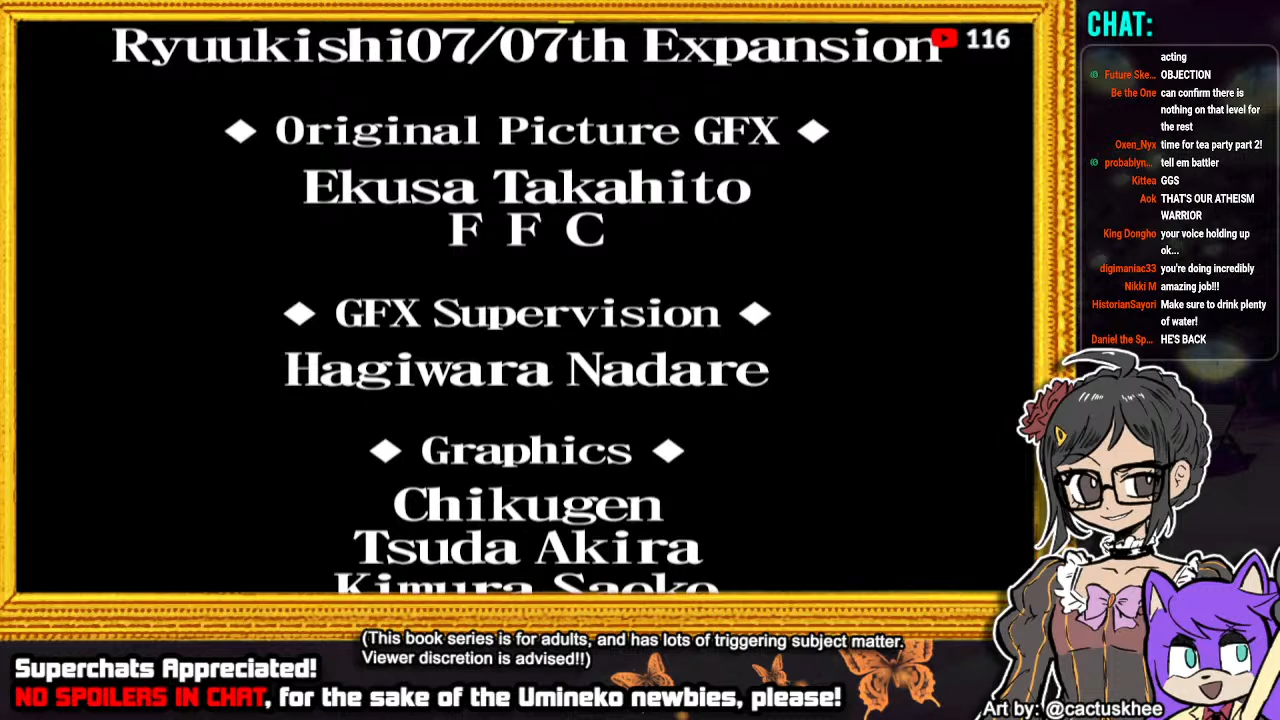 Ryuukishi07/07th Expansion
116
◆ Original Picture GFX ◆
Ekusa Takahito
F F C
◆ GFX Supervision ◆
Hagiwara Nadare
◆ Graphics ◆
Chikugen
Tsuda Akira
Kimura Saoko
CHAT:
acting
Future Ske... OBJECTION
Be the One can confirm there is
nothing on that level for
the rest
Oxen_Nyx time for tea party part 2!
probablyn... tell em battler
Kittea GGS
Aok THAT'S OUR ATHEISM
WARRIOR
King Dongho your voice holding up
ok...
digimaniac33 you're doing incredibly
Nikki M amazing job!!!
HistorianSayori Make sure to drink plenty
of water!
Daniel the Sp... HE'S BACK
(This book series is for adults, and has lots of triggering subject matter.
Viewer discretion is advised!!)
Superchats Appreciated!
NO SPOILERS IN CHAT, for the sake of the Umineko newbies, please!
Art by: @cactuskhee